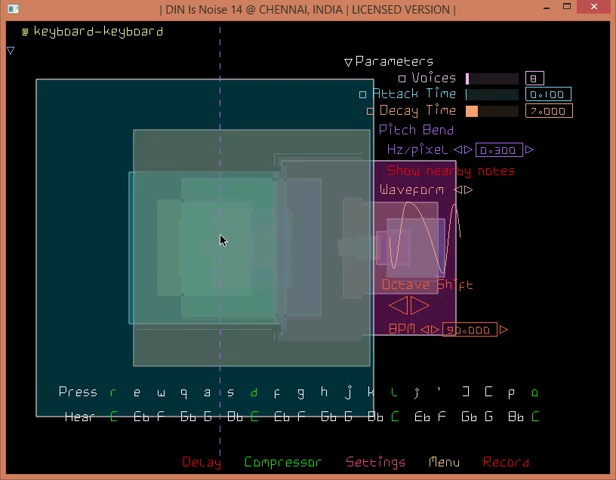 | DIN Is Noise 14 @ CHENNAI, INDIA | LICENSED VERSION |
@ keyboard-keyboard
Parameters
Voices 8
Attack Time 0.100
Decay Time 7.000
Pitch Bend
Hz/pixel 0.300
Show nearby notes
Waveform
Octave Shift
BPM 90.000
Press r e w q a s d f g h j k l ; ' ] [ p o
Hear C Eb F Gb G Bb C Eb F Gb G Bb C Eb F Gb G Bb C
Delay Compressor Settings Menu Record